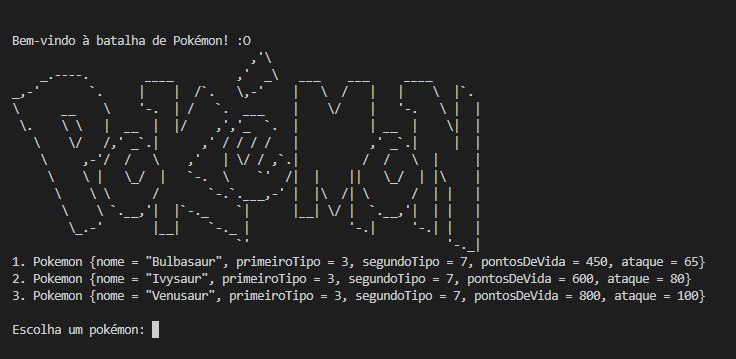 Bem-vindo à batalha de Pokémon! :O
POKéMON
1. Pokemon {nome = "Bulbasaur", primeiroTipo = 3, segundoTipo = 7, pontosDeVida = 450, ataque = 65}
2. Pokemon {nome = "Ivysaur", primeiroTipo = 3, segundoTipo = 7, pontosDeVida = 600, ataque = 80}
3. Pokemon {nome = "Venusaur", primeiroTipo = 3, segundoTipo = 7, pontosDeVida = 800, ataque = 100}
Escolha um pokémon: